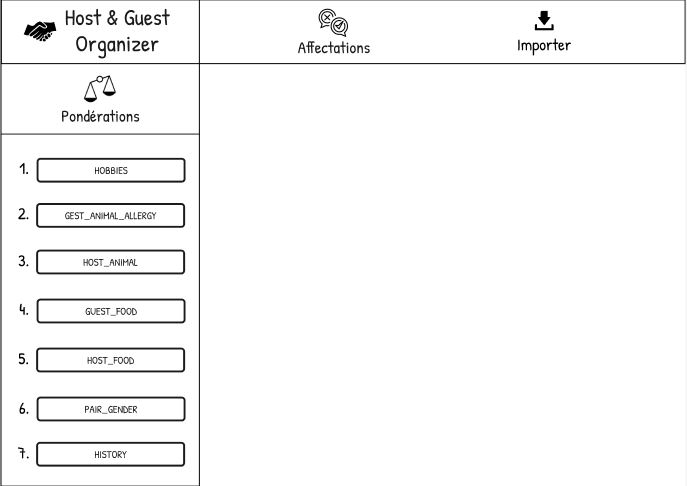 Host & Guest
Organizer
Affectations
Importer
Pondérations
1. HOBBIES
2. GEST_ANIMAL_ALLERGY
3. HOST_ANIMAL
4. GUEST_FOOD
5. HOST_FOOD
6. PAIR_GENDER
7. HISTORY